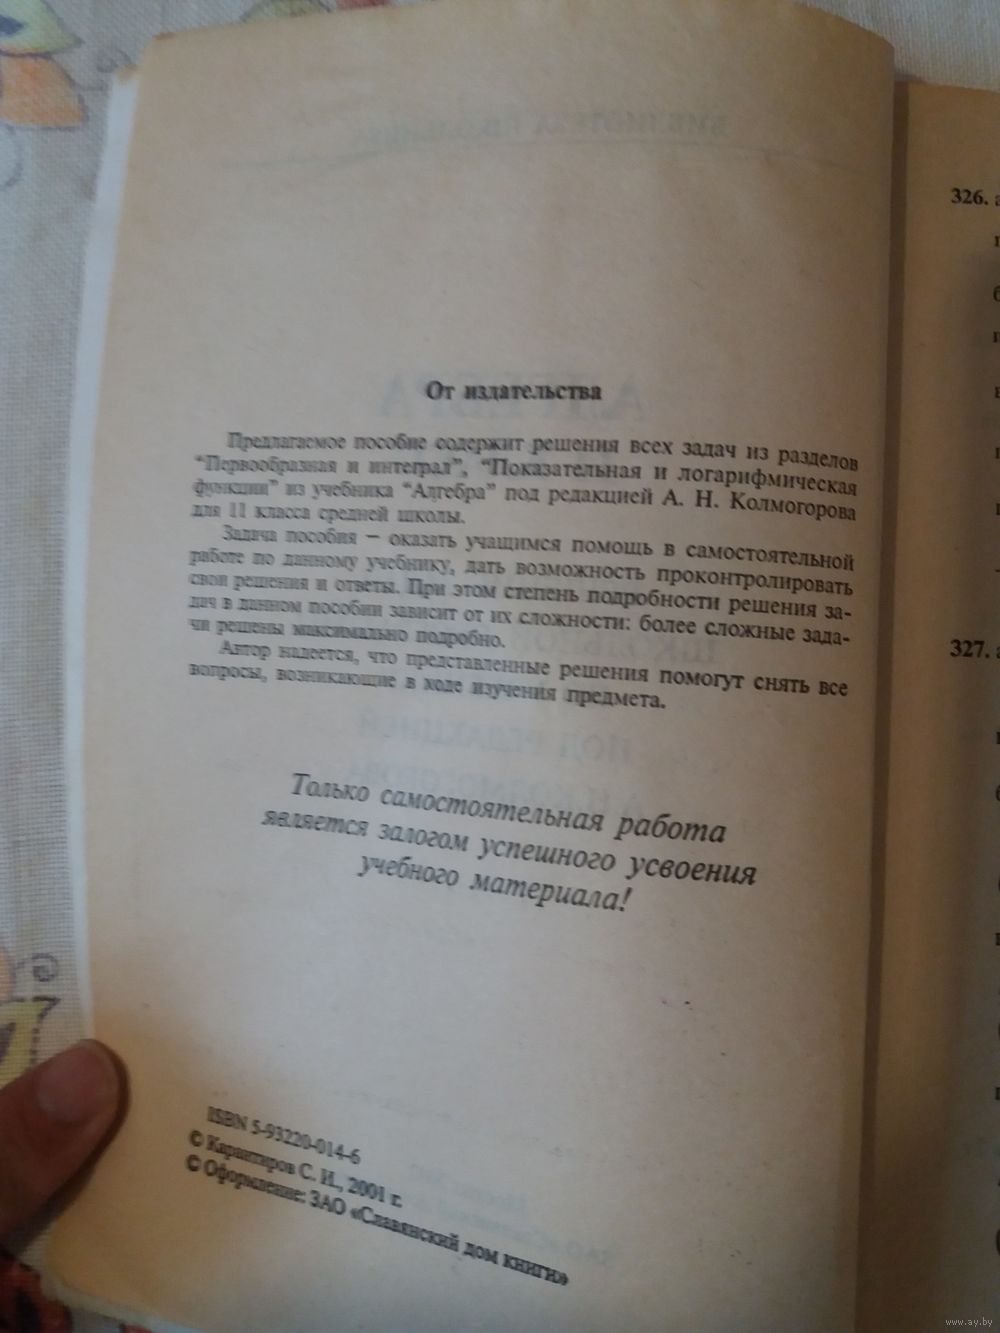 От издательства
Предлагаемое пособие содержит решения всех задач из разделов
“Первообразная и интеграл”, “Показательная и логарифмическая
функции” из учебника “Алгебра” под редакцией А. Н. Колмогорова
для 11 класса средней школы.
Задача пособия – оказать учащимся помощь в самостоятельной
работе по данному учебнику, дать возможность проконтролировать
свои решения и ответы. При этом степень подробности решения за-
дач в данном пособии зависит от их сложности: более сложные зада-
чи решены максимально подробно.
Автор надеется, что представленные решения помогут снять все
вопросы, возникающие в ходе изучения предмета.
Только самостоятельная работа
является залогом успешного усвоения
учебного материала!
ISBN 5-93220-014-6
© Карантиров С. И., 2001 г.
© Оформление: ЗАО «Славянский дом книги»
326.
327.
www.ay.by